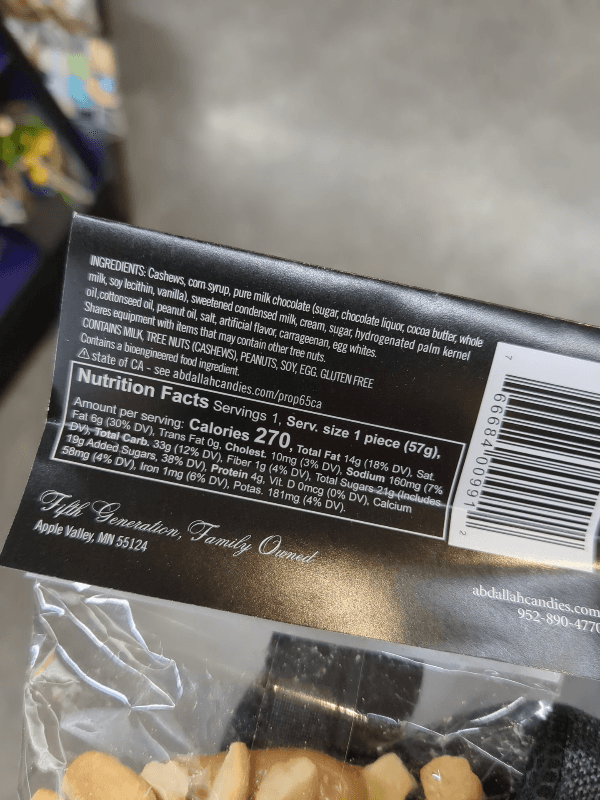 INGREDIENTS: Cashews, corn syrup, pure milk chocolate (sugar, chocolate liquor, cocoa butter, whole
milk, soy lecithin, vanilla), sweetened condensed milk, cream, sugar, hydrogenated palm kernel
oil,cottonseed oil, peanut oil, salt, artificial flavor, carrageenan, egg whites.
Shares equipment with items that may contain other tree nuts.
CONTAINS MILK, TREE NUTS (CASHEWS), PEANUTS, SOY, EGG. GLUTEN FREE
Contains a bioengineered food ingredient.
⚠ state of CA - see abdallahcandies.com/prop65ca
Nutrition Facts Servings 1, Serv. size 1 piece (57g),
Amount per serving: Calories 270, Total Fat 14g (18% DV), Sat.
Fat 6g (30% DV), Trans Fat 0g, Cholest. 10mg (3% DV), Sodium 160mg (7%
DV), Total Carb. 33g (12% DV), Fiber 1g (4% DV), Total Sugars 21g (Includes
19g Added Sugars, 38% DV), Protein 4g, Vit. D 0mcg (0% DV), Calcium
58mg (4% DV), Iron 1mg (6% DV), Potas. 181mg (4% DV).
7 66684 00991 2
Fifth Generation, Family Owned
Apple Valley, MN 55124
abdallahcandies.com
952-890-4770